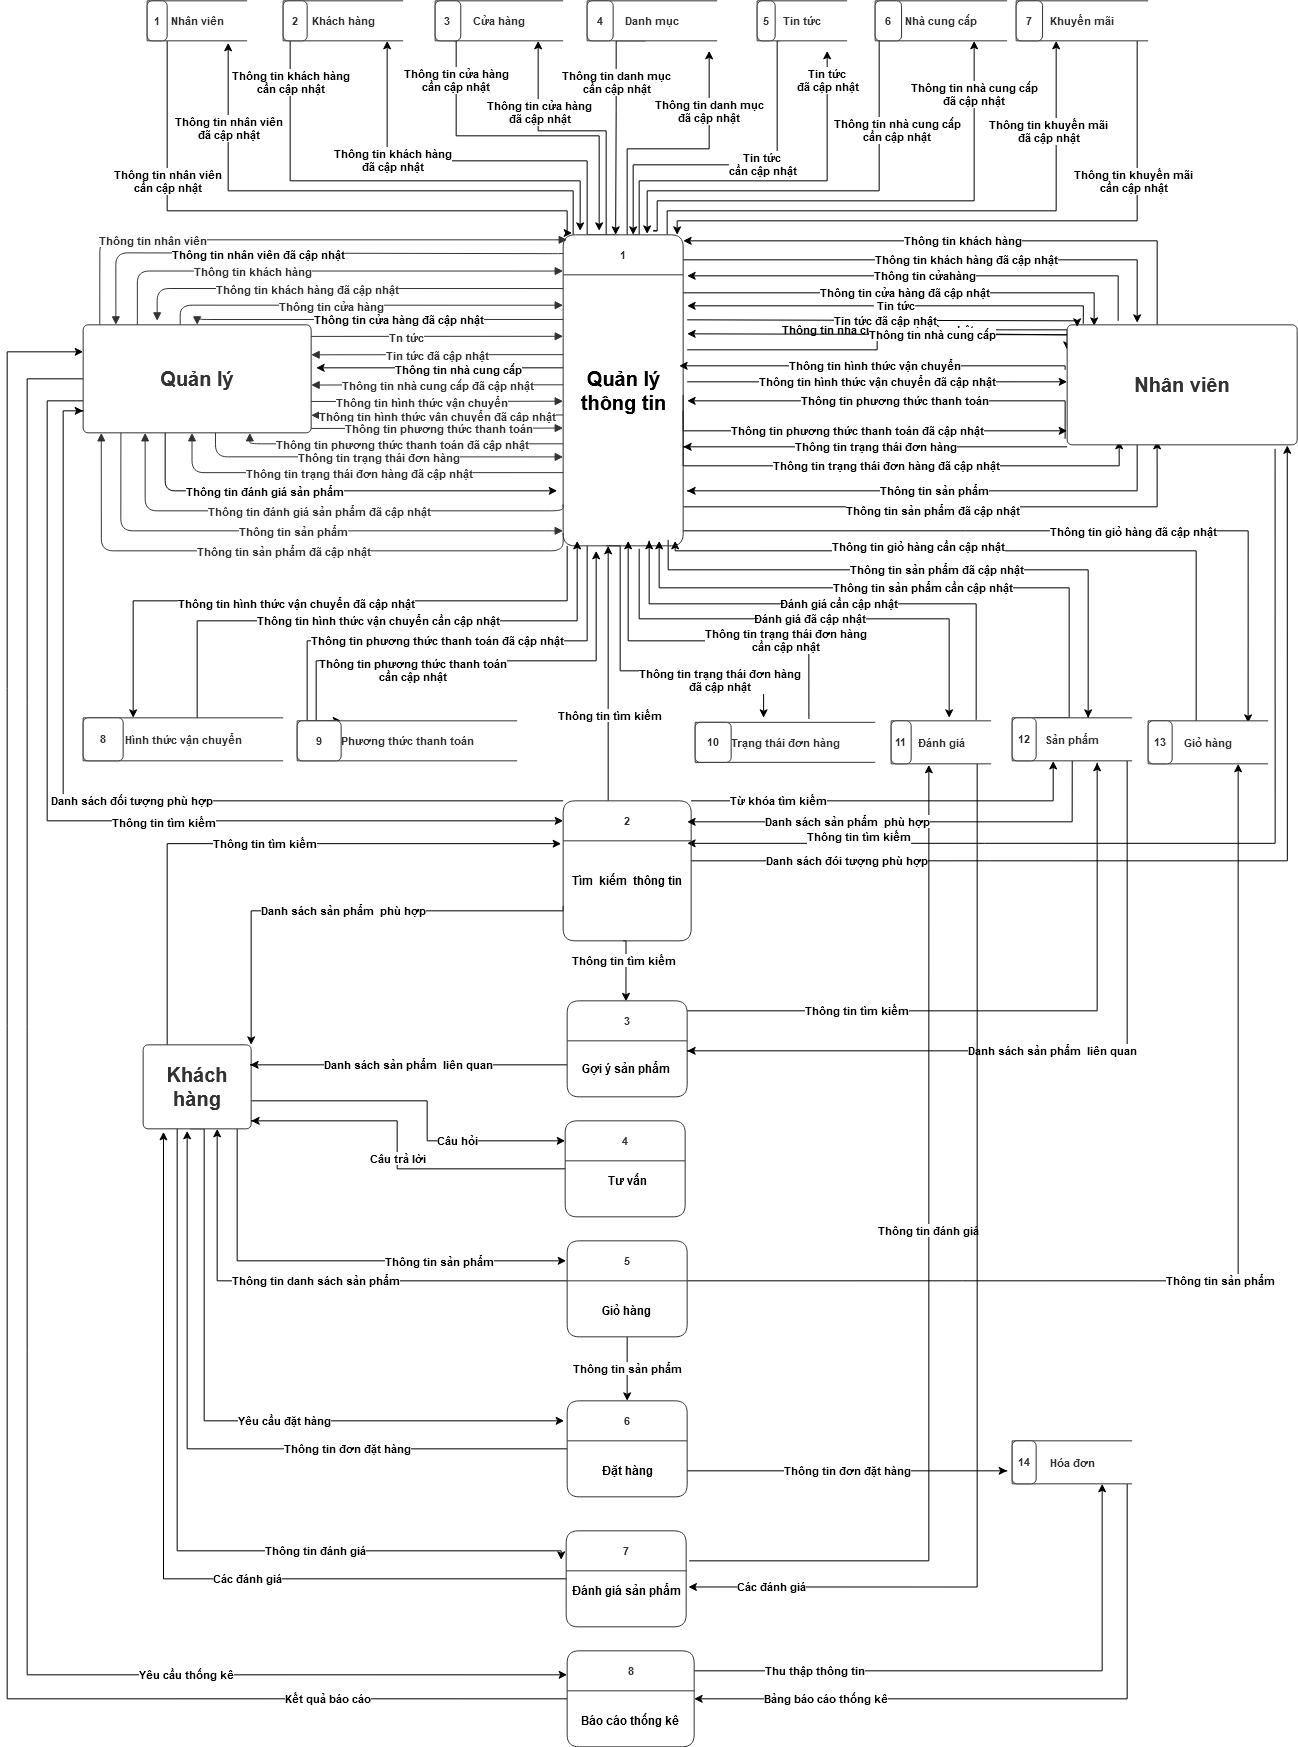 1 Nhân viên
2 Khách hàng
3 Cửa hàng
4 Danh mục
5 Tin tức
6 Nhà cung cấp
7 Khuyến mãi
Thông tin khách hàng
cần cập nhật
Thông tin cửa hàng
cần cập nhật
Thông tin danh mục
cần cập nhật
Tin tức
đã cập nhật
Thông tin nhà cung cấp
đã cập nhật
Thông tin cửa hàng
đã cập nhật
Thông tin danh mục
đã cập nhật
Thông tin nhân viên
đã cập nhật
Thông tin nhà cung cấp
cần cập nhật
Thông tin khuyến mãi
đã cập nhật
Thông tin khách hàng
đã cập nhật
Tin tức
cần cập nhật
Thông tin nhân viên
cần cập nhật
Thông tin khuyến mãi
cần cập nhật
Thông tin nhân viên
Thông tin nhân viên đã cập nhật
Thông tin khách hàng
Thông tin khách hàng đã cập nhật
Thông tin cửa hàng
Thông tin cửa hàng đã cập nhật
Tn tức
Tin tức đã cập nhật
Thông tin nhà cung cấp
Thông tin nhà cung cấp đã cập nhật
Thông tin hình thức vận chuyển
Thông tin hình thức vân chuyển đã cập nhật
Thông tin phương thức thanh toán
Thông tin phương thức thanh toán đã cập nhật
Thông tin trạng thái đơn hàng
Thông tin trạng thái đơn hàng đã cập nhật
Thông tin đánh giá sản phẩm
Thông tin đánh giá sản phẩm đã cập nhật
Thông tin sản phẩm
Thông tin sản phẩm đã cập nhật
Quản lý
1
Quản lý
thông tin
Nhân viên
Thông tin khách hàng
Thông tin khách hàng đã cập nhật
Thông tin cửahàng
Thông tin cửa hàng đã cập nhật
Tin tức
Tin tức đã cập nhật
Thông tin nhà
Thông tin nhà cung cấp
Thông tin hình thức vận chuyển
Thông tin hình thức vận chuyển đã cập nhật
Thông tin phương thức thanh toán
Thông tin phương thức thanh toán đã cập nhật
Thông tin trạng thái đơn hàng
Thông tin trạng thái đơn hàng đã cập nhật
Thông tin sản phẩm
Thông tin sản phẩm đã cập nhật
Thông tin giỏ hàng đã cập nhật
Thông tin giỏ hàng cần cập nhật
Thông tin sản phẩm đã cập nhật
Thông tin sản phẩm cần cập nhật
Đánh giá cần cập nhật
Đánh giá đã cập nhật
Thông tin trạng thái đơn hàng
cần cập nhật
Thông tin trạng thái đơn hàng
đã cập nhật
Thông tin hình thức vận chuyển đã cập nhật
Thông tin hình thức vận chuyển cần cập nhật
Thông tin phương thức thanh toán đã cập nhật
Thông tin phương thức thanh toán
cần cập nhật
Thông tin tìm kiếm
8 Hình thức vận chuyển
9 Phương thức thanh toán
10 Trạng thái đơn hàng
11 Đánh giá
12 Sản phẩm
13 Giỏ hàng
Danh sách đối tượng phù hợp
Thông tin tìm kiếm
Thông tin tìm kiếm
2
Tìm kiếm thông tin
Từ khóa tìm kiếm
Danh sách sản phẩm phù hợp
Thông tin tìm kiếm
Danh sách đói tượng phù hợp
Danh sách sản phẩm phù hợp
Thông tin tìm kiếm
3
Gợi ý sản phẩm
Thông tin tìm kiếm
Danh sách sản phẩm liên quan
Danh sách sản phẩm liên quan
Khách
hàng
Câu hỏi
Câu trả lời
4
Tư vấn
Thông tin đánh giá
5
Giỏ hàng
Thông tin sản phẩm
Thông tin danh sách sản phẩm
Thông tin sản phẩm
Thông tin sản phẩm
6
Đặt hàng
Yêu cầu đặt hàng
Thông tin đơn đặt hàng
Thông tin đơn đặt hàng
14 Hóa đơn
7
Đánh giá sản phẩm
Thông tin đánh giá
Các đánh giá
Các đánh giá
8
Báo cáo thống kê
Yêu cầu thống kê
Kết quả báo cáo
Thu thập thông tin
Bảng báo cáo thống kê